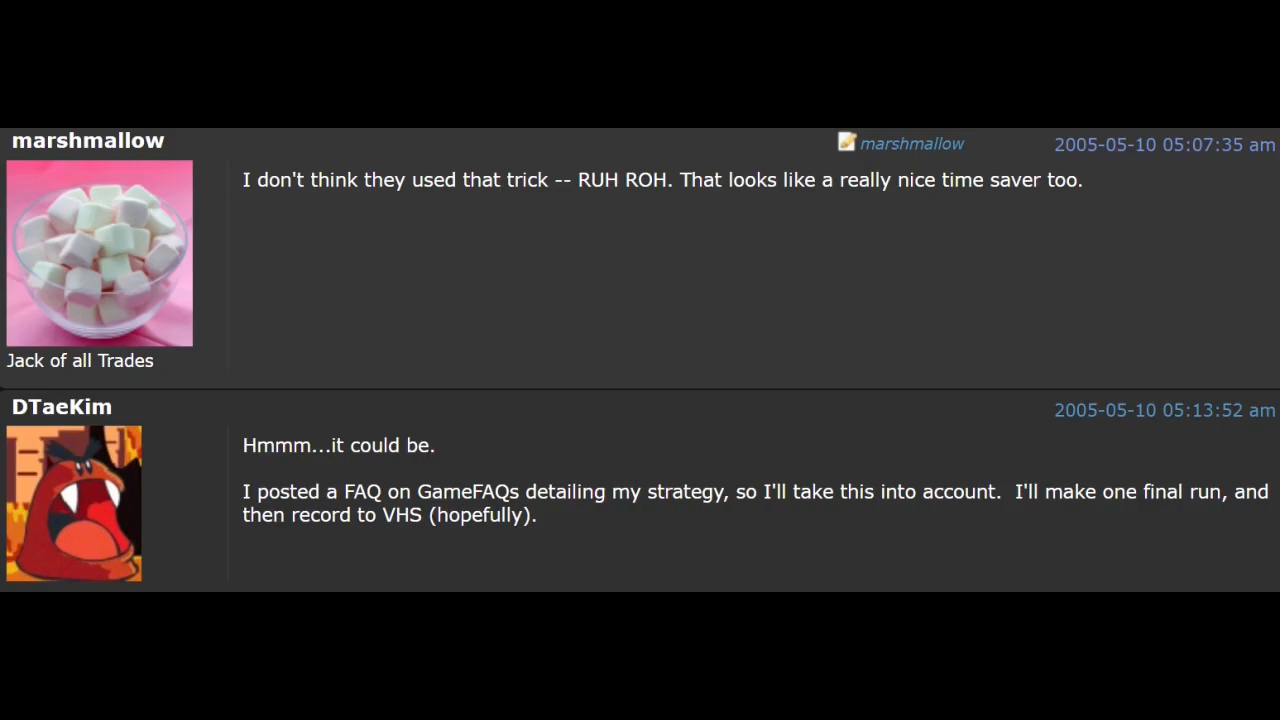 marshmallow
marshmallow
2005-05-10 05:07:35 am
I don't think they used that trick -- RUH ROH. That looks like a really nice time saver too.
Jack of all Trades
DTaeKim
2005-05-10 05:13:52 am
Hmmm...it could be.
I posted a FAQ on GameFAQs detailing my strategy, so I'll take this into account.  I'll make one final run, and
then record to VHS (hopefully).